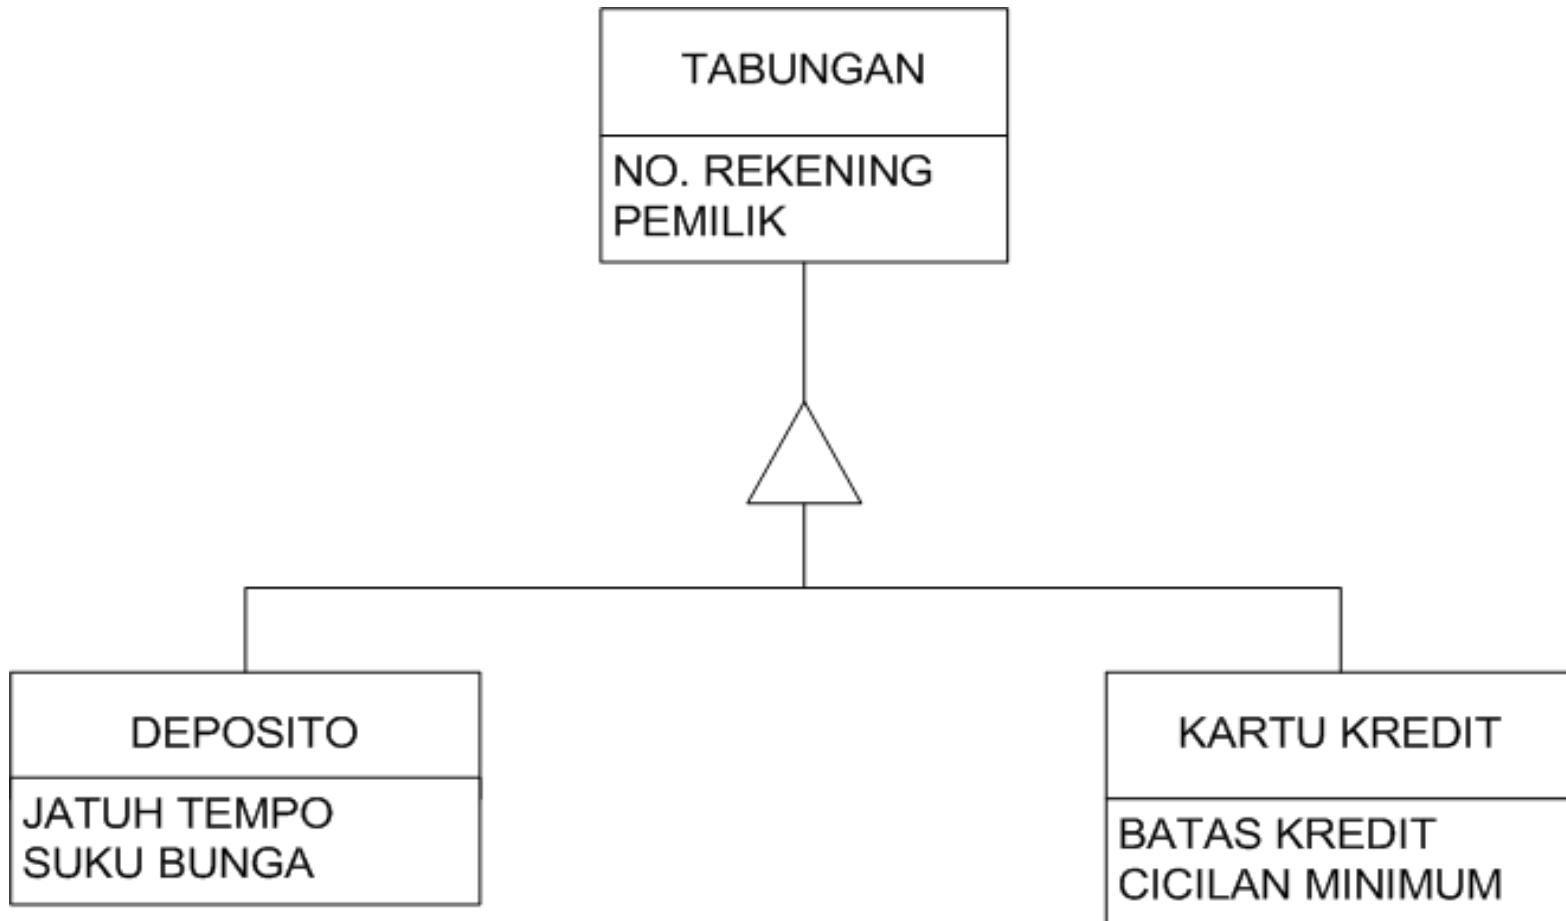 TABUNGAN
NO. REKENING
PEMILIK
DEPOSITO
JATUH TEMPO
SUKU BUNGA
KARTU KREDIT
BATAS KREDIT
CICILAN MINIMUM